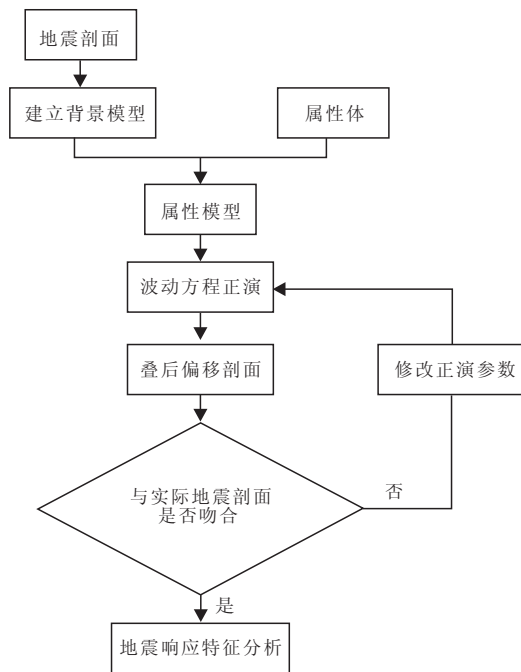 地震剖面
建立背景模型
属性体
属性模型
波动方程正演
叠后偏移剖面
修改正演参数
与实际地震剖面
是否吻合
否
是
地震响应特征分析